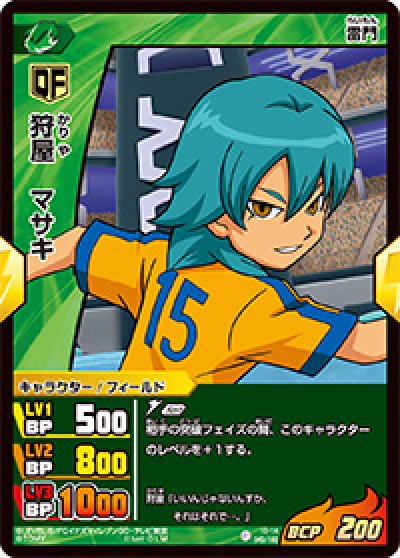 らいもん
雷門
QF
かりや
狩屋 マサキ
15
キャラクター / フィールド
LV1
BP 500
LV2
BP 800
LV3
BP 1000
相手の突破フェイズの間、このキャラクター
のレベルを+1する。
狩屋「いいんじゃないんすか、
それはそれで…」
BCP 200